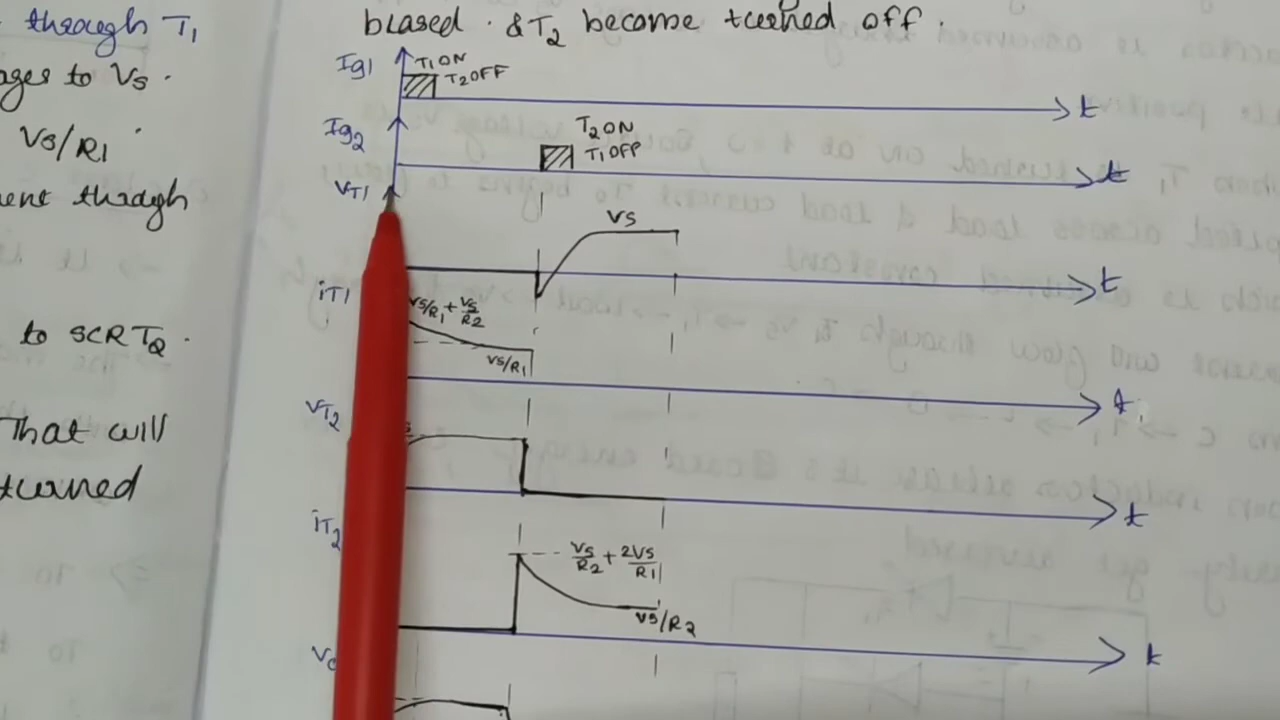 through T1
ages to Vs.
Vs/R1
ent through
to SCR TQ.
That will
turned
biased. & T2 become turned off.
Ig1
T1 ON
T2 OFF
t
Ig2
T2 ON
T1 OFF
t
VT1
Vs
t
iT1
Vs/R1 + Vs/R2
Vs/R1
t
VT2
t
iT2
Vs/R2 + 2Vs/R1
Vs/R2
t